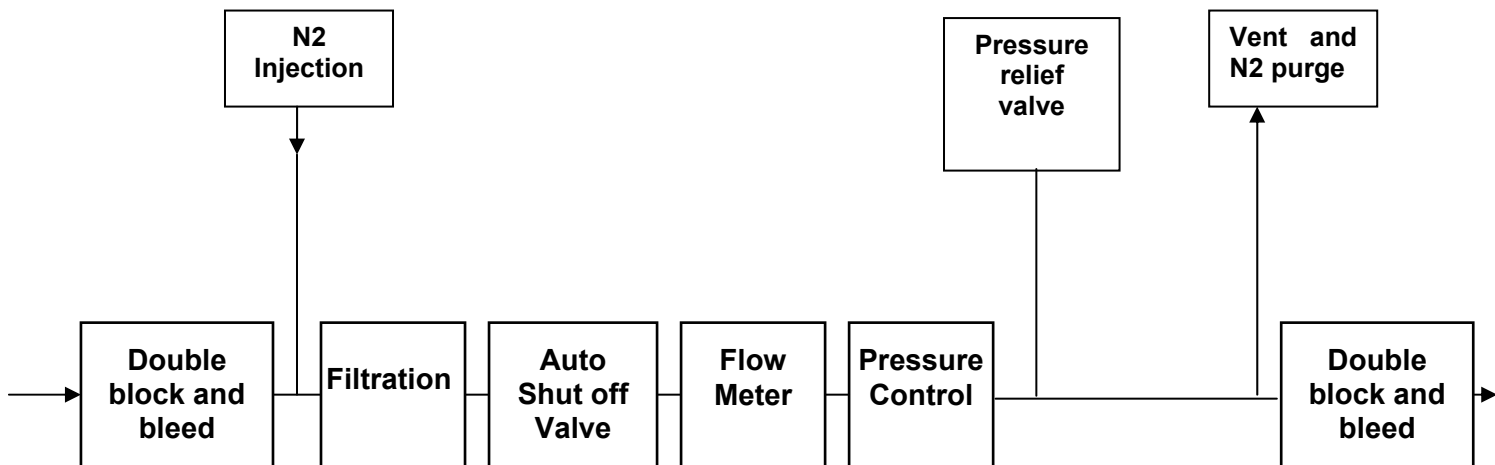 N2
Injection
Pressure
relief
valve
Vent and
N2 purge
Double
block and
bleed
Filtration
Auto
Shut off
Valve
Flow
Meter
Pressure
Control
Double
block and
bleed